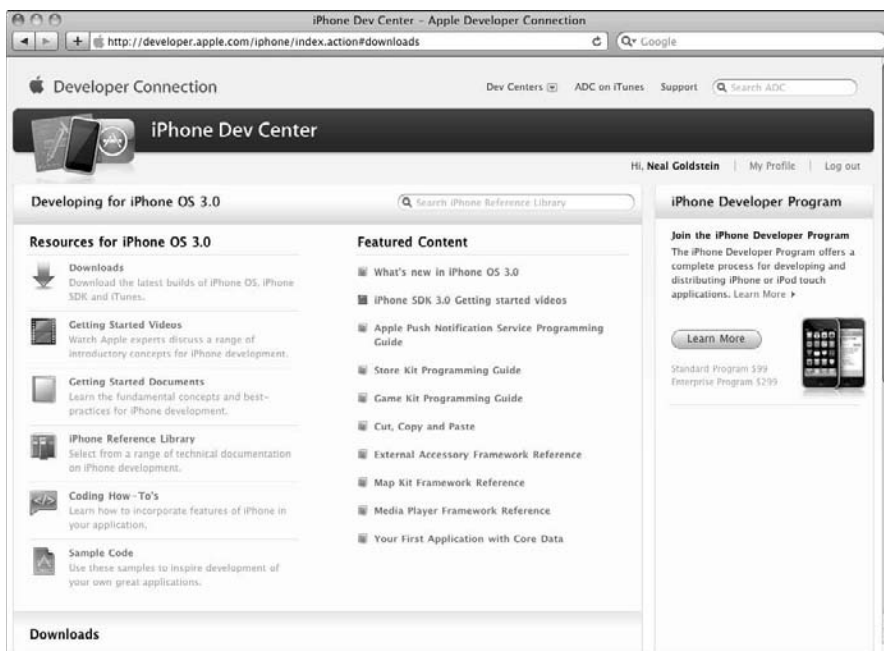 iPhone Dev Center – Apple Developer Connection
http://developer.apple.com/iphone/index.action#downloads
Google
Developer Connection
Dev Centers
ADC on iTunes
Support
Search ADC
iPhone Dev Center
Hi, Neal Goldstein | My Profile | Log out
Developing for iPhone OS 3.0
Search iPhone Reference Library
Resources for iPhone OS 3.0
Downloads
Download the latest builds of iPhone OS, iPhone
SDK and iTunes.
Getting Started Videos
Watch Apple experts discuss a range of
introductory concepts for iPhone development.
Getting Started Documents
Learn the fundamental concepts and best-
practices for iPhone development.
iPhone Reference Library
Select from a range of technical documentation
on iPhone development.
Coding How-To's
Learn how to incorporate features of iPhone in
your application.
Sample Code
Use these samples to inspire development of
your own great applications.
Featured Content
What's new in iPhone OS 3.0
iPhone SDK 3.0 Getting started videos
Apple Push Notification Service Programming
Guide
Store Kit Programming Guide
Game Kit Programming Guide
Cut, Copy and Paste
External Accessory Framework Reference
Map Kit Framework Reference
Media Player Framework Reference
Your First Application with Core Data
iPhone Developer Program
Join the iPhone Developer Program
The iPhone Developer Program offers a
complete process for developing and
distributing iPhone or iPod touch
applications. Learn More
Learn More
Standard Program $99
Enterprise Program $299
Downloads